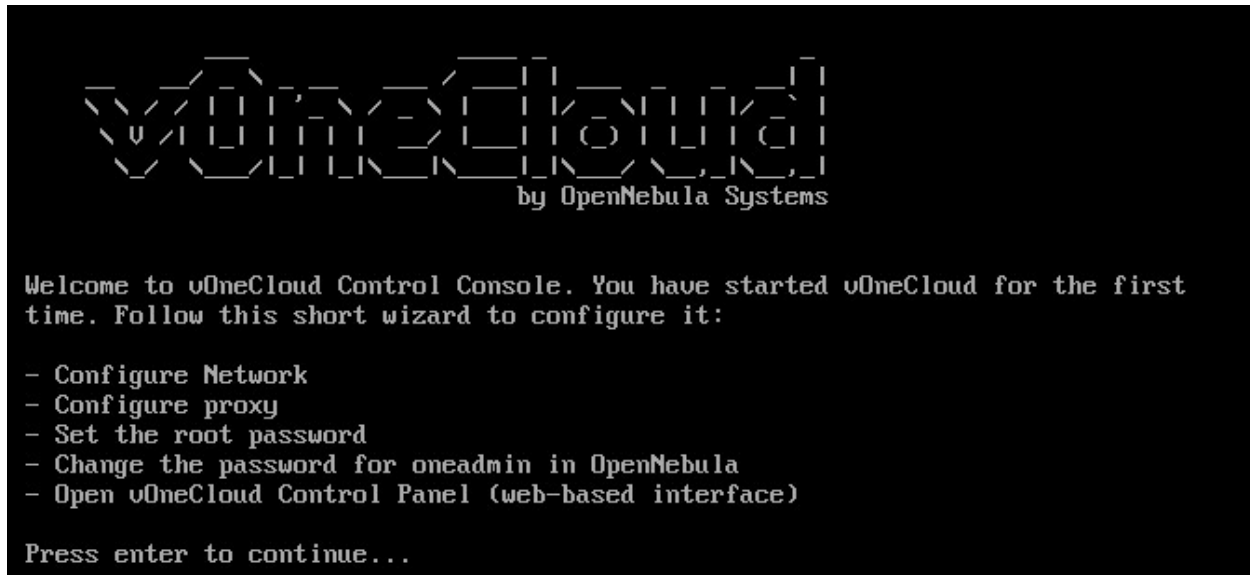 vOneCloud
by OpenNebula Systems
Welcome to vOneCloud Control Console. You have started vOneCloud for the first
time. Follow this short wizard to configure it:
- Configure Network
- Configure proxy
- Set the root password
- Change the password for oneadmin in OpenNebula
- Open vOneCloud Control Panel (web-based interface)
Press enter to continue...